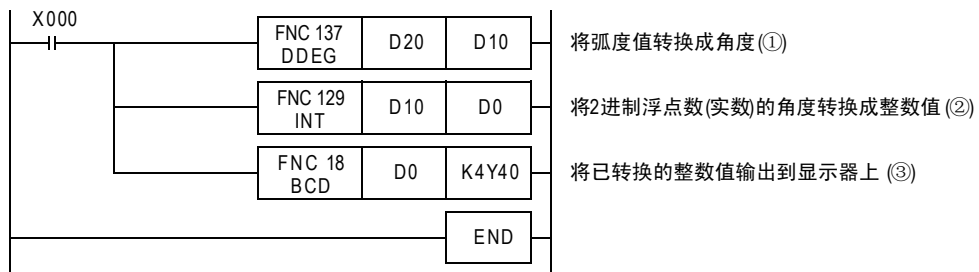 X000
FNC 137
DDEG
D20
D10
将弧度值转换成角度(①)
FNC 129
INT
D10
D0
将2进制浮点数(实数)的角度转换成整数值(②)
FNC 18
BCD
D0
K4Y40
将已转换的整数值输出到显示器上 (③)
END